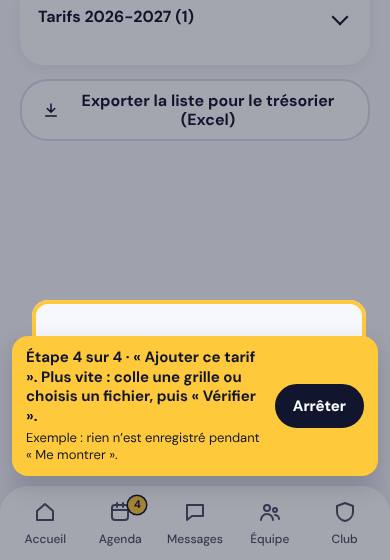 Tarifs 2026-2027 (1)
Exporter la liste pour le trésorier
(Excel)
Étape 4 sur 4 · « Ajouter ce tarif
». Plus vite : colle une grille ou
choisis un fichier, puis « Vérifier
».
Exemple : rien n’est enregistré pendant
« Me montrer ».
Arrêter
4
Accueil
Agenda
Messages
Équipe
Club